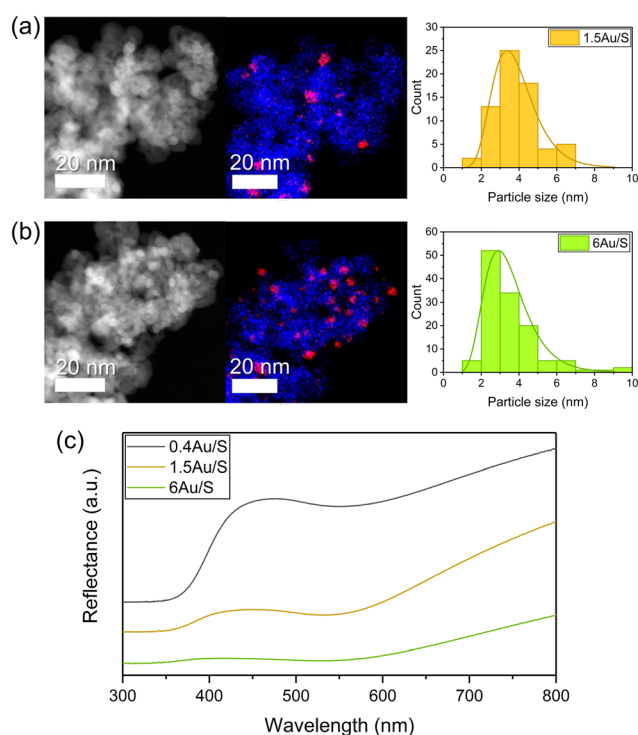 (a)
20 nm
20 nm
Count
30
25
20
15
10
5
0
1.5Au/S
0 2 4 6 8 10
Particle size (nm)
(b)
20 nm
20 nm
Count
60
50
40
30
20
10
0
6Au/S
0 2 4 6 8 10
Particle size (nm)
(c)
Reflectance (a.u.)
0.4Au/S
1.5Au/S
6Au/S
300 400 500 600 700 800
Wavelength (nm)